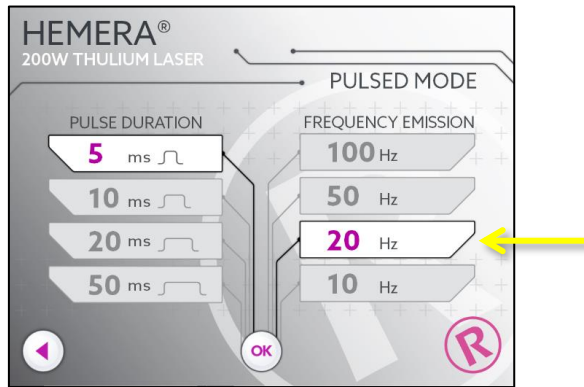 HEMERA®
200W THULIUM LASER
PULSED MODE
PULSE DURATION
5 ms
10 ms
20 ms
50 ms
FREQUENCY EMISSION
100 Hz
50 Hz
20 Hz
10 Hz
OK
R